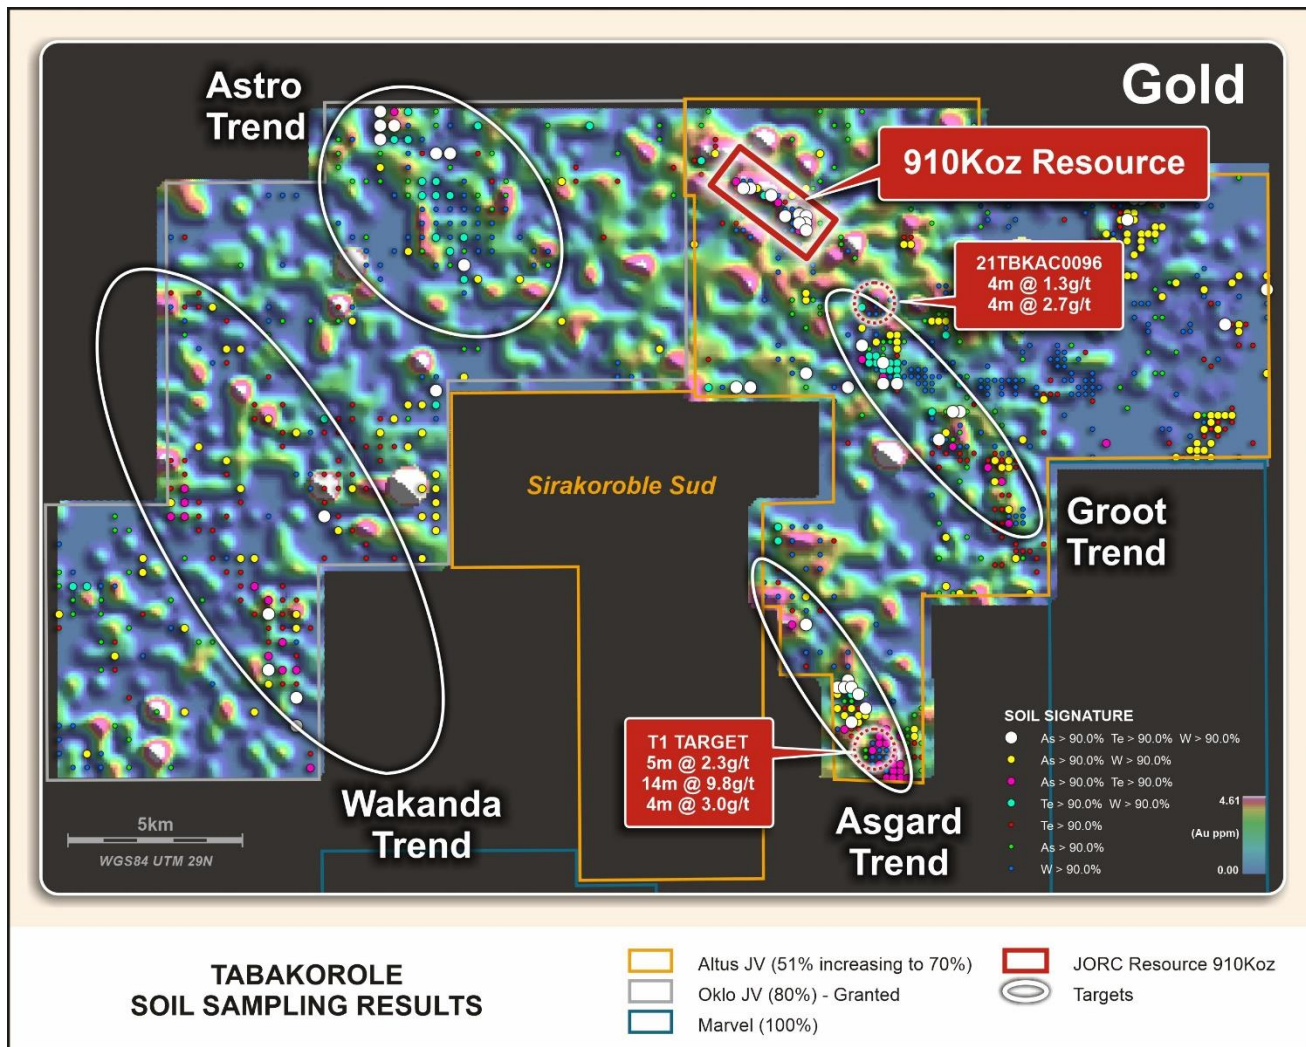 Gold
Astro
Trend
910Koz Resource
21TBKAC0096
4m @ 1.3g/t
4m @ 2.7g/t
Sirakoroble Sud
Groot
Trend
T1 TARGET
5m @ 2.3g/t
14m @ 9.8g/t
4m @ 3.0g/t
Wakanda
Trend
Asgard
Trend
5km
WGS84 UTM 29N
SOIL SIGNATURE
As > 90.0% Te > 90.0% W > 90.0%
As > 90.0% W > 90.0%
As > 90.0% Te > 90.0%
Te > 90.0% W > 90.0%
Te > 90.0%
As > 90.0%
W > 90.0%
4.61
(Au ppm)
0.00
TABAKOROLE
SOIL SAMPLING RESULTS
Altus JV (51% increasing to 70%)
Oklo JV (80%) - Granted
Marvel (100%)
JORC Resource 910Koz
Targets